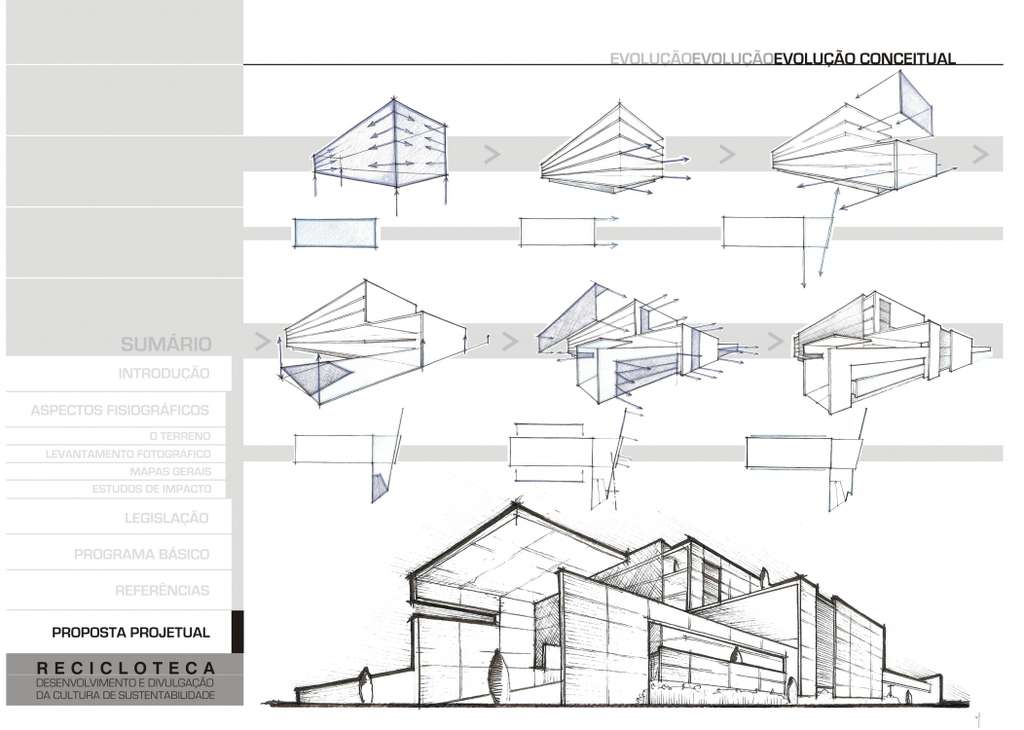 EVOLUÇÃOEVOLUÇÃOEVOLUÇÃO CONCEITUAL
SUMÁRIO
INTRODUÇÃO
ASPECTOS FISIOGRÁFICOS
O TERRENO
LEVANTAMENTO FOTOGRÁFICO
MAPAS GERAIS
ESTUDOS DE IMPACTO
LEGISLAÇÃO
PROGRAMA BÁSICO
REFERÊNCIAS
PROPOSTA PROJETUAL
RECICLOTECA
DESENVOLVIMENTO E DIVULGAÇÃO
DA CULTURA DE SUSTENTABILIDADE